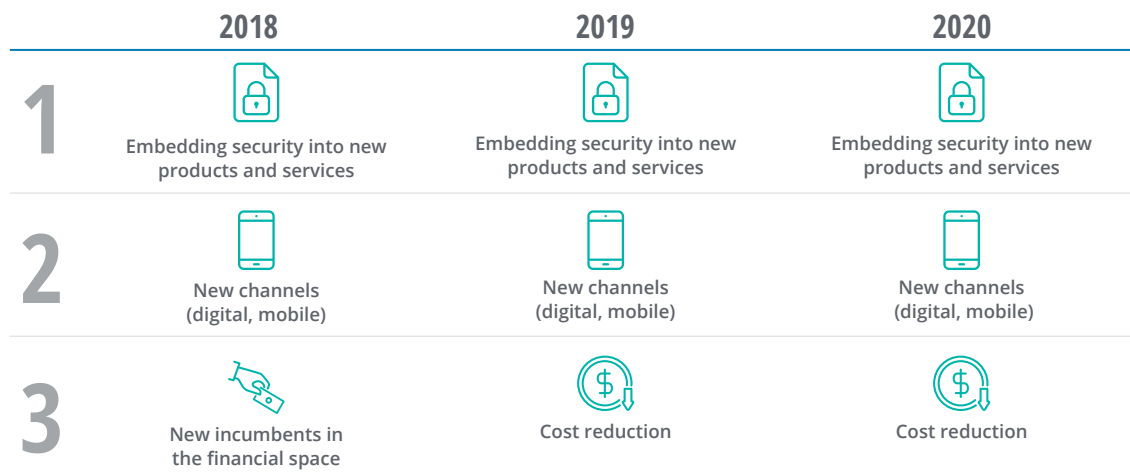 2018 2019 2020
1
Embedding security into new
products and services
Embedding security into new
products and services
Embedding security into new
products and services
2
New channels
(digital, mobile)
New channels
(digital, mobile)
New channels
(digital, mobile)
3
$ $
New incumbents in
the financial space
Cost reduction
Cost reduction